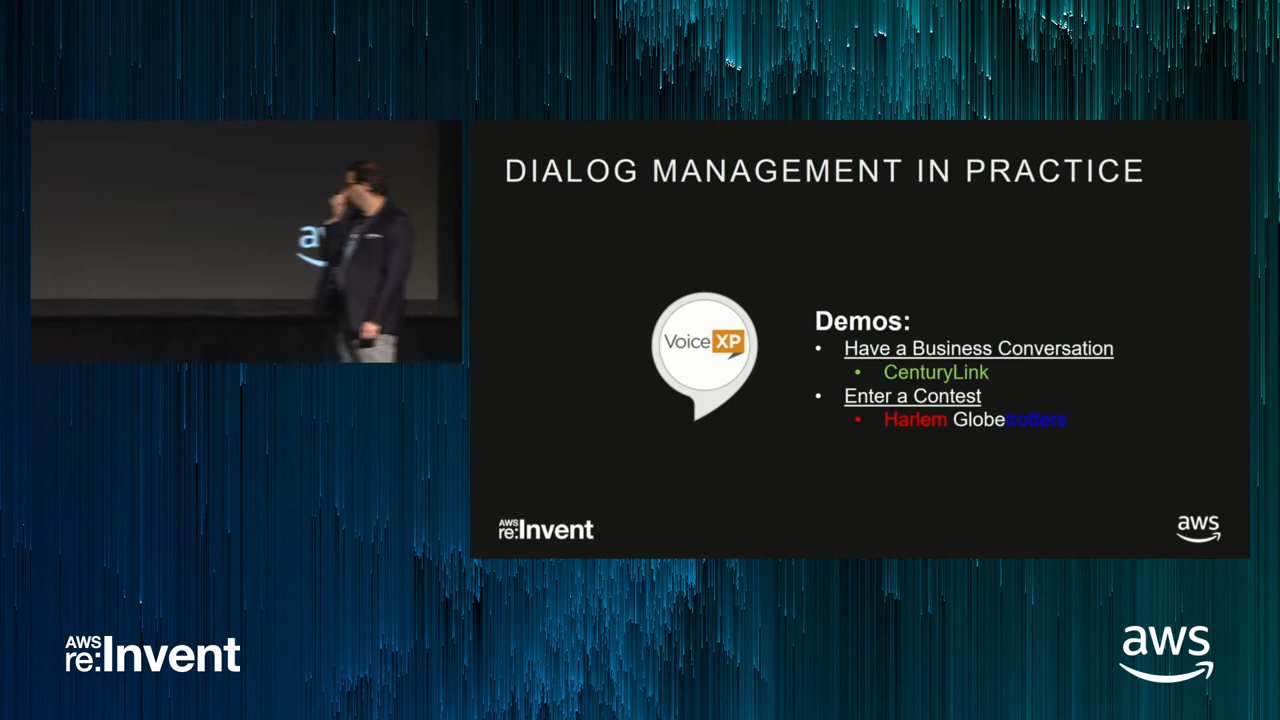 DIALOG MANAGEMENT IN PRACTICE
a
VoiceXP
Demos:
• Have a Business Conversation
• CenturyLink
• Enter a Contest
• Harlem Globetrotters
AWS
re:Invent
aws
AWS
re:Invent
aws